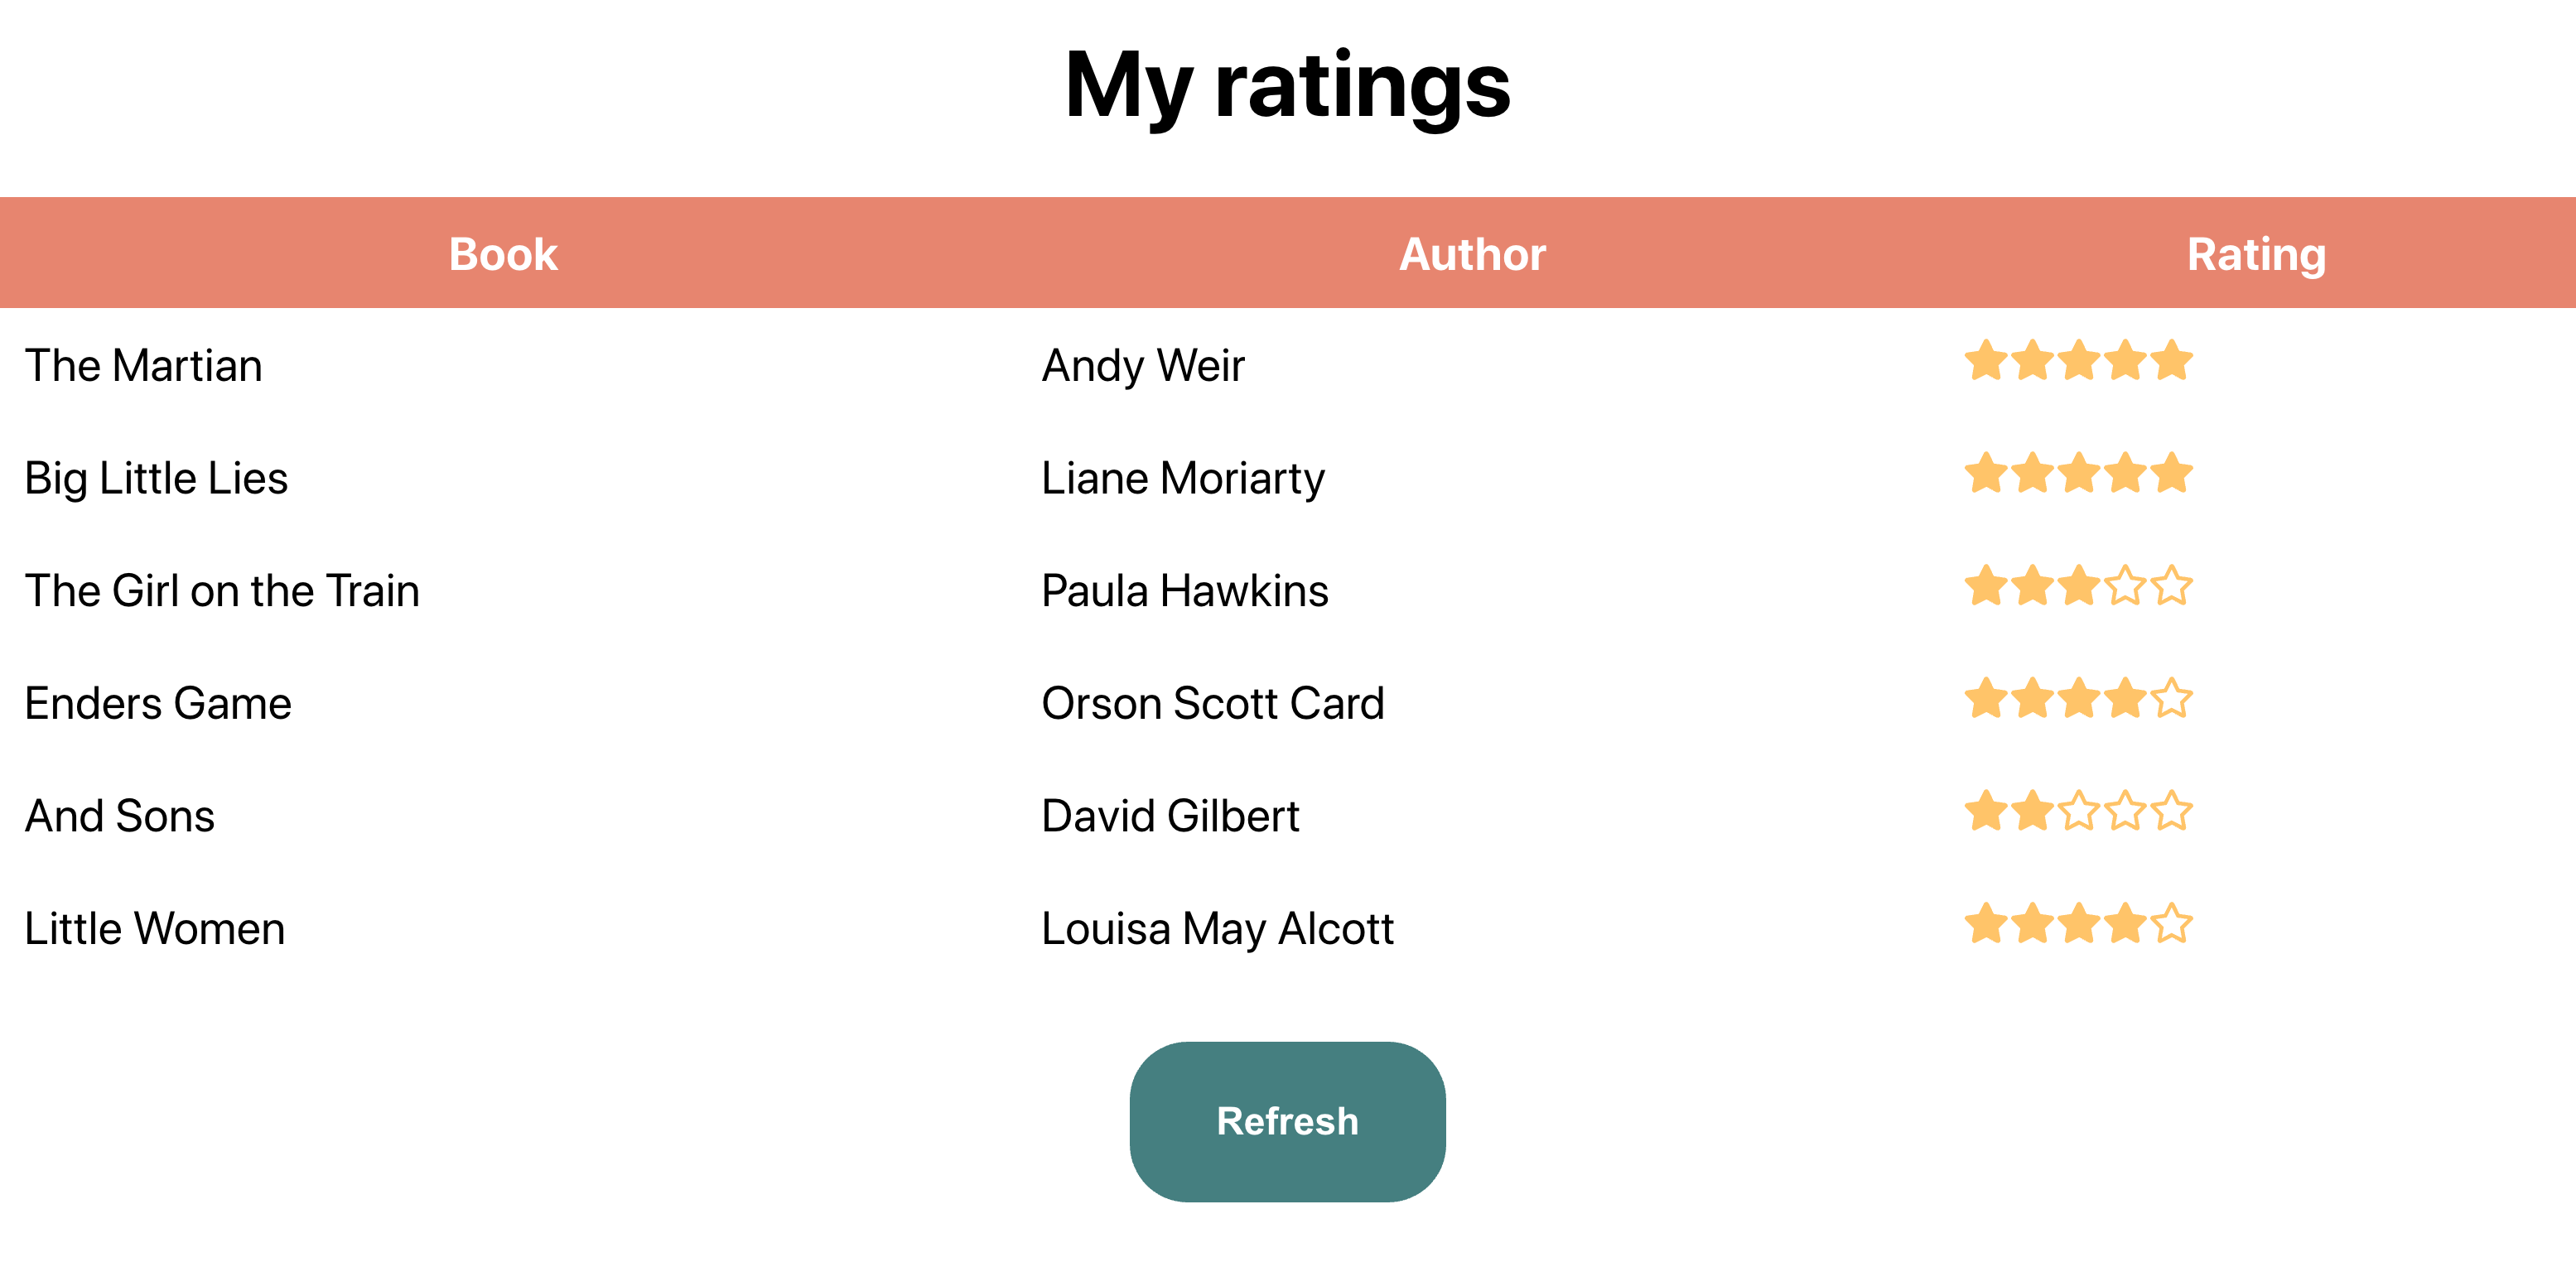 My ratings
Book Author Rating
The Martian Andy Weir
Big Little Lies Liane Moriarty
The Girl on the Train Paula Hawkins
Enders Game Orson Scott Card
And Sons David Gilbert
Little Women Louisa May Alcott
Refresh